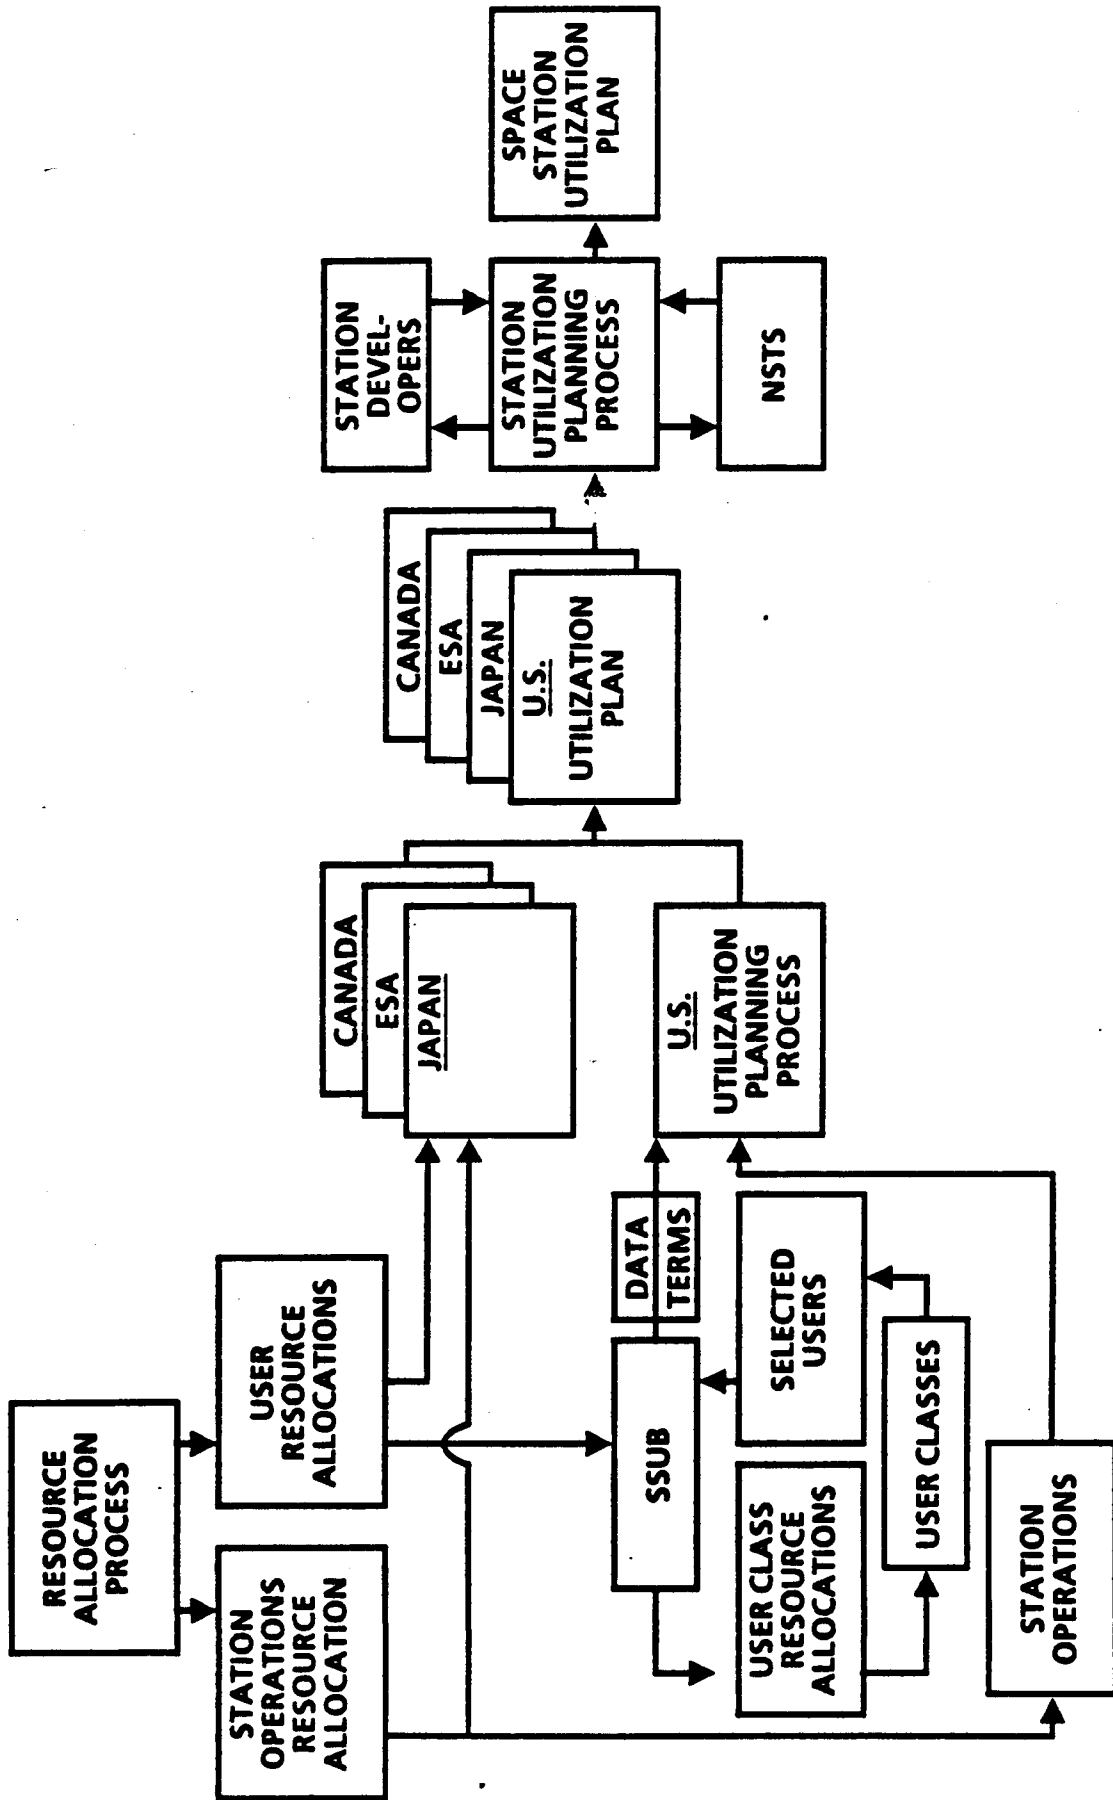 RESOURCE
ALLOCATION
PROCESS
STATION
OPERATIONS
RESOURCE
ALLOCATION
USER
RESOURCE
ALLOCATIONS
SSUB
DATA
TERMS
USER CLASS
RESOURCE
ALLOCATIONS
SELECTED
USERS
USER CLASSES
STATION
OPERATIONS
CANADA
ESA
JAPAN
U.S.
UTILIZATION
PLANNING
PROCESS
CANADA
ESA
JAPAN
U.S.
UTILIZATION
PLAN
STATION
DEVEL-
OPERS
STATION
UTILIZATION
PLANNING
PROCESS
NSTS
SPACE
STATION
UTILIZATION
PLAN